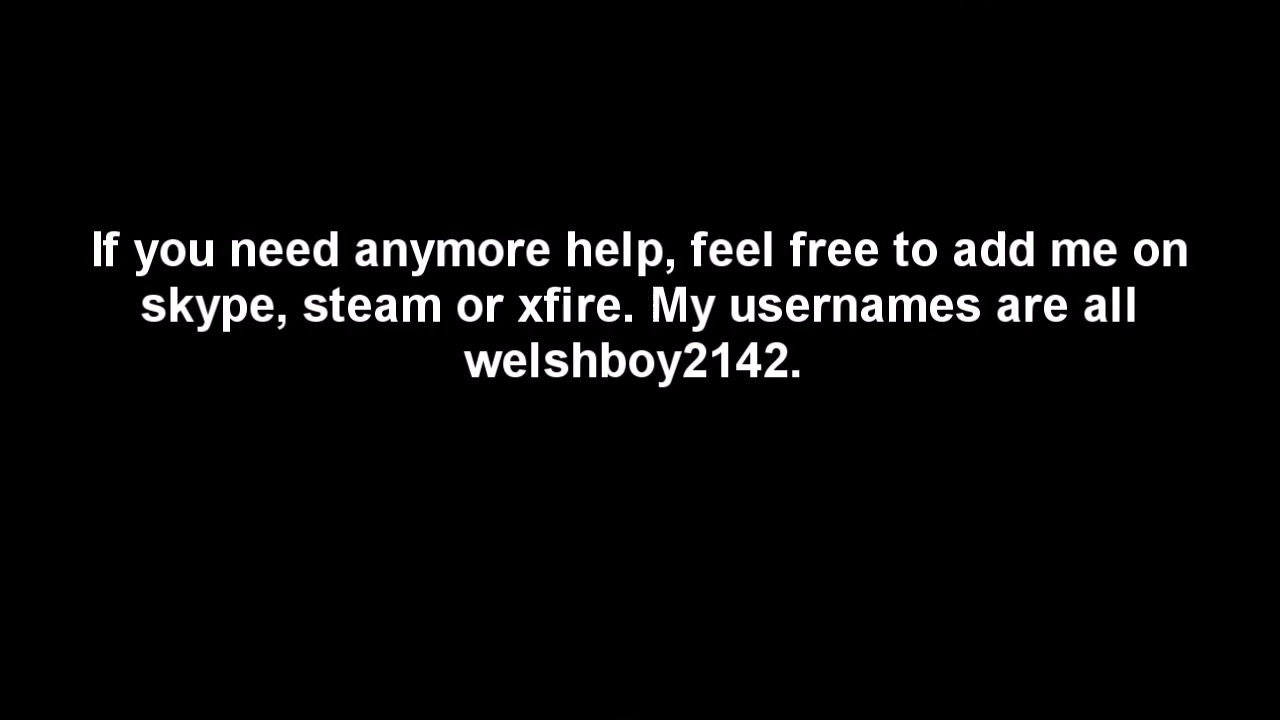 If you need anymore help, feel free to add me on
skype, steam or xfire. My usernames are all
welshboy2142.